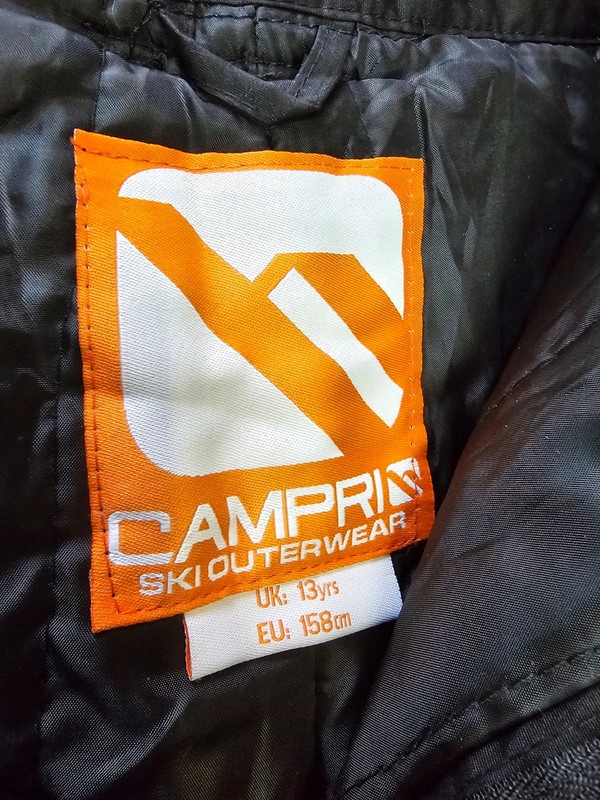 CAMPRI
SKI OUTERWEAR
UK: 13yrs
EU: 158cm